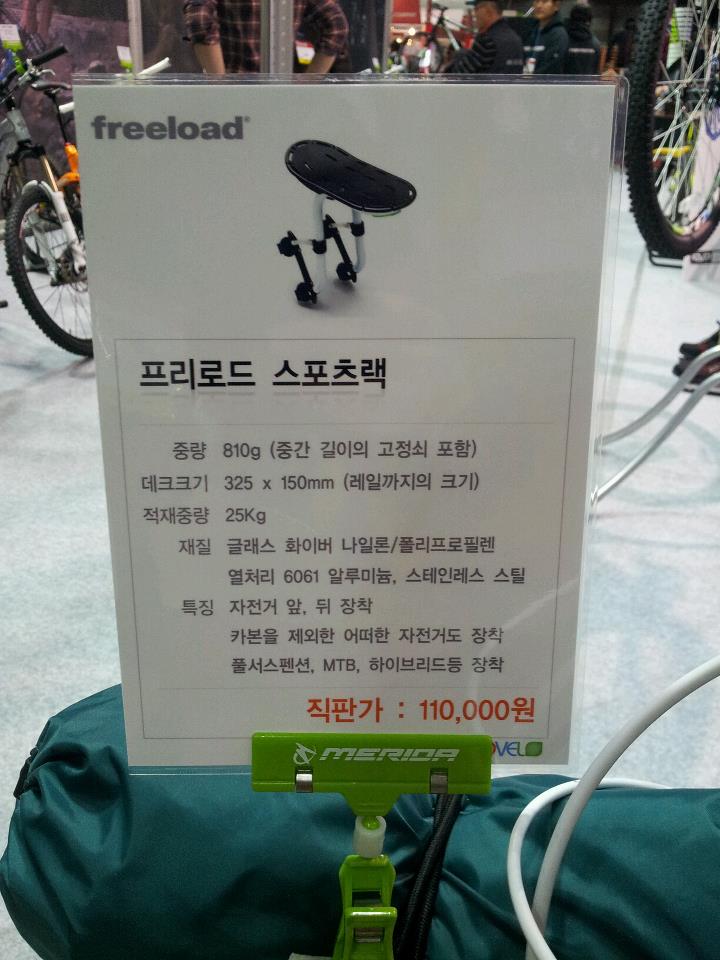 freeload®
프리로드 스포츠랙
중량 810g (중간 길이의 고정쇠 포함)
데크크기 325 x 150mm (레일까지의 크기)
적재중량 25Kg
재질 글래스 화이버 나일론/폴리프로필렌
열처리 6061 알루미늄, 스테인레스 스틸
특징 자전거 앞, 뒤 장착
카본을 제외한 어떠한 자전거도 장착
풀서스펜션, MTB, 하이브리드등 장착
직판가 : 110,000원
MERIDA